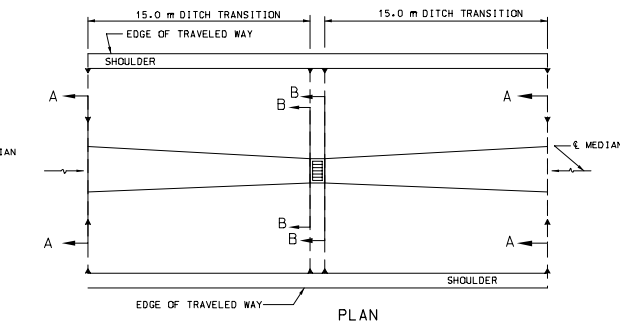 15.0 m DITCH TRANSITION
15.0 m DITCH TRANSITION
EDGE OF TRAVELED WAY
SHOULDER
A
B
B
A
IAN
℄ MEDIAN
A
B
B
A
SHOULDER
EDGE OF TRAVELED WAY
PLAN